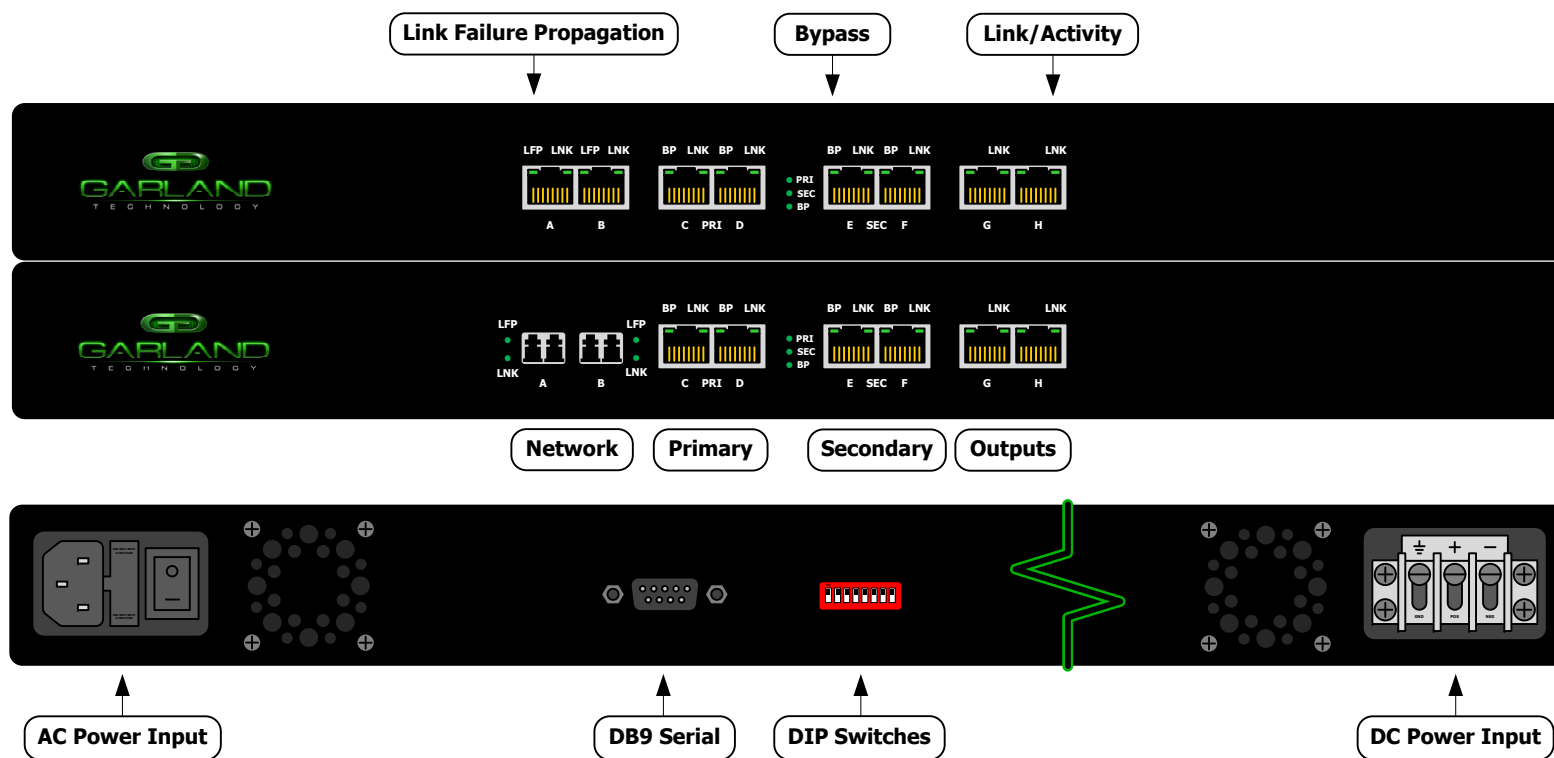 Link Failure Propagation
Bypass
Link/Activity
LFP LNK LFP LNK
BP LNK BP LNK
BP LNK BP LNK
LNK LNK
GARLAND
TECHNOLOGY
PRI
SEC
BP
A B
C PRI D
E SEC F
G H
BP LNK BP LNK
BP LNK BP LNK
LNK LNK
GARLAND
TECHNOLOGY
LFP
LFP
LNK
LNK
PRI
SEC
BP
A B
C PRI D
E SEC F
G H
Network
Primary
Secondary
Outputs
+ −
GND POS NEG
AC Power Input
DB9 Serial
DIP Switches
DC Power Input